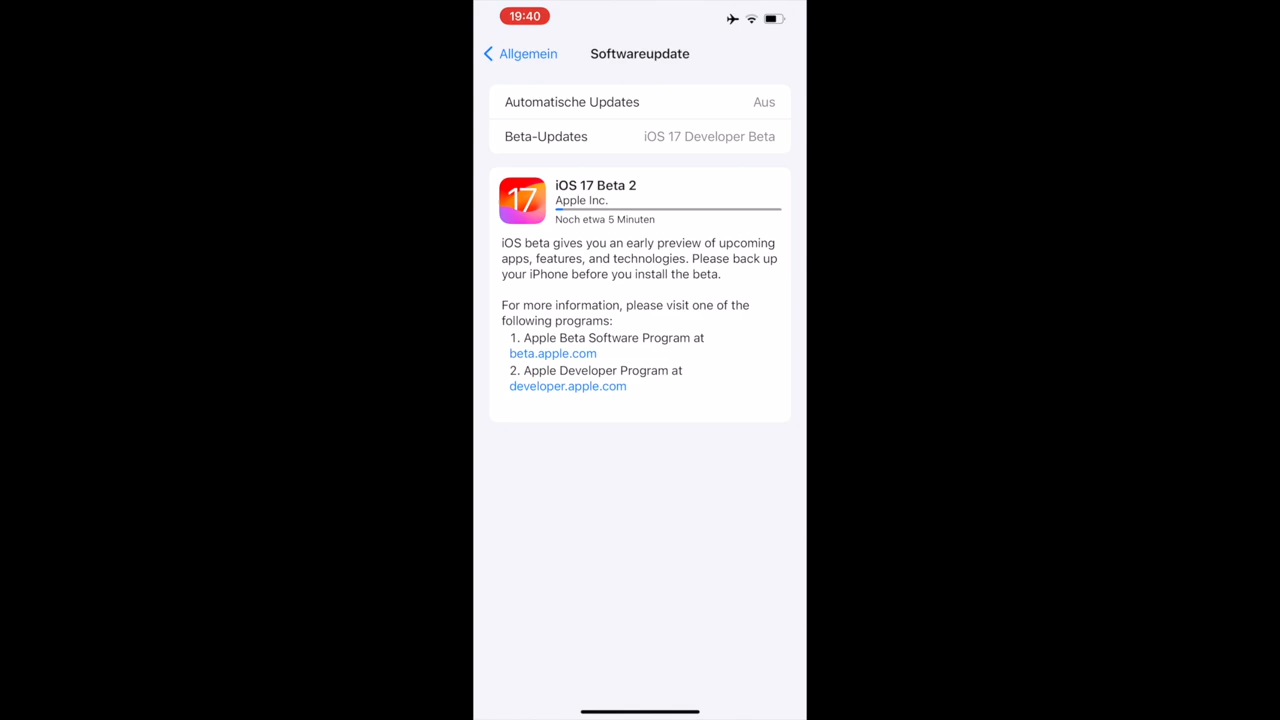 19:40
Allgemein
Softwareupdate
Automatische Updates Aus
Beta-Updates iOS 17 Developer Beta
17
iOS 17 Beta 2
Apple Inc.
Noch etwa 5 Minuten
iOS beta gives you an early preview of upcoming
apps, features, and technologies. Please back up
your iPhone before you install the beta.
For more information, please visit one of the
following programs:
1. Apple Beta Software Program at
beta.apple.com
2. Apple Developer Program at
developer.apple.com